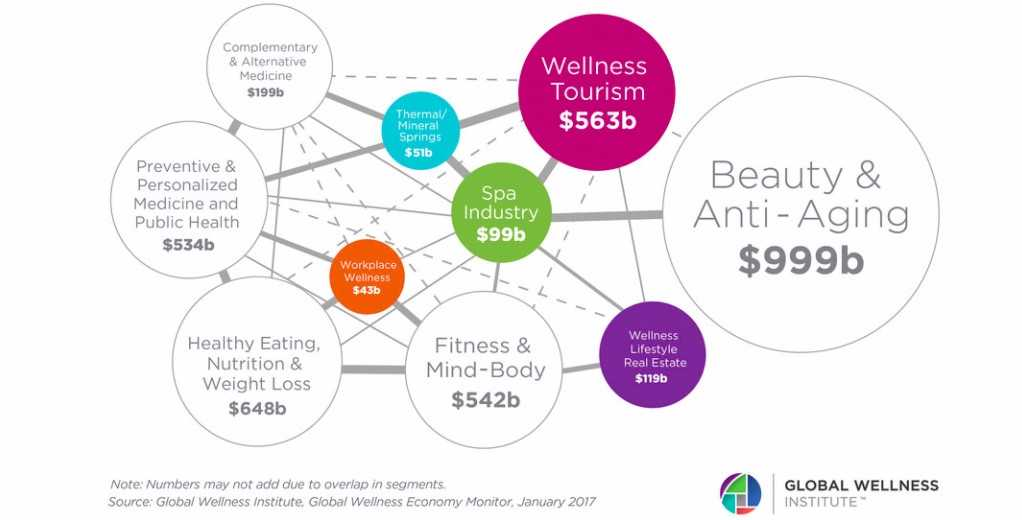 Complementary
& Alternative
Medicine
$199b
Wellness
Tourism
$563b
Thermal/
Mineral
Springs
$51b
Preventive &
Personalized
Medicine and
Public Health
$534b
Spa
Industry
$99b
Beauty &
Anti-Aging
$999b
Workplace
Wellness
$43b
Healthy Eating,
Nutrition &
Weight Loss
$648b
Fitness &
Mind-Body
$542b
Wellness
Lifestyle
Real Estate
$119b
Note: Numbers may not add due to overlap in segments.
Source: Global Wellness Institute, Global Wellness Economy Monitor, January 2017
GLOBAL WELLNESS
INSTITUTE™